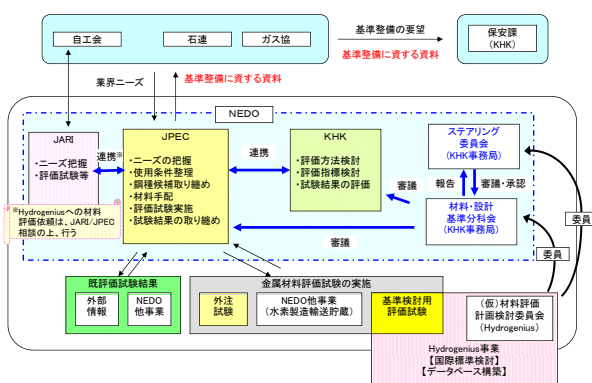 自工会
石連
ガス協
基準整備の要望
基準整備に資する資料
保安課
(KHK)
業界ニーズ
基準整備に資する資料
NEDO
JARI
・ニーズ把握
・評価試験等
連携※
※Hydrogeniusへの材料
評価依頼は、JARI/JPEC
相談の上、行う
JPEC
・ニーズの把握
・使用条件整理
・鋼種候補取り纏め
・材料手配
・評価試験実施
・試験結果の取り纏め
連携
KHK
・評価方法検討
・評価指標検討
・試験結果の評価
審議
ステアリング
委員会
(KHK事務局)
報告
審議・承認
材料・設計
基準分科会
(KHK事務局)
審議
委員
委員
既評価試験結果
外部
情報
NEDO
他事業
金属材料評価試験の実施
外注
試験
NEDO他事業
(水素製造輸送貯蔵)
基準検討用
評価試験
(仮)材料評価
計画検討委員会
(Hydrogenius)
Hydrogenius事業
【国際標準検討】
【データベース構築】